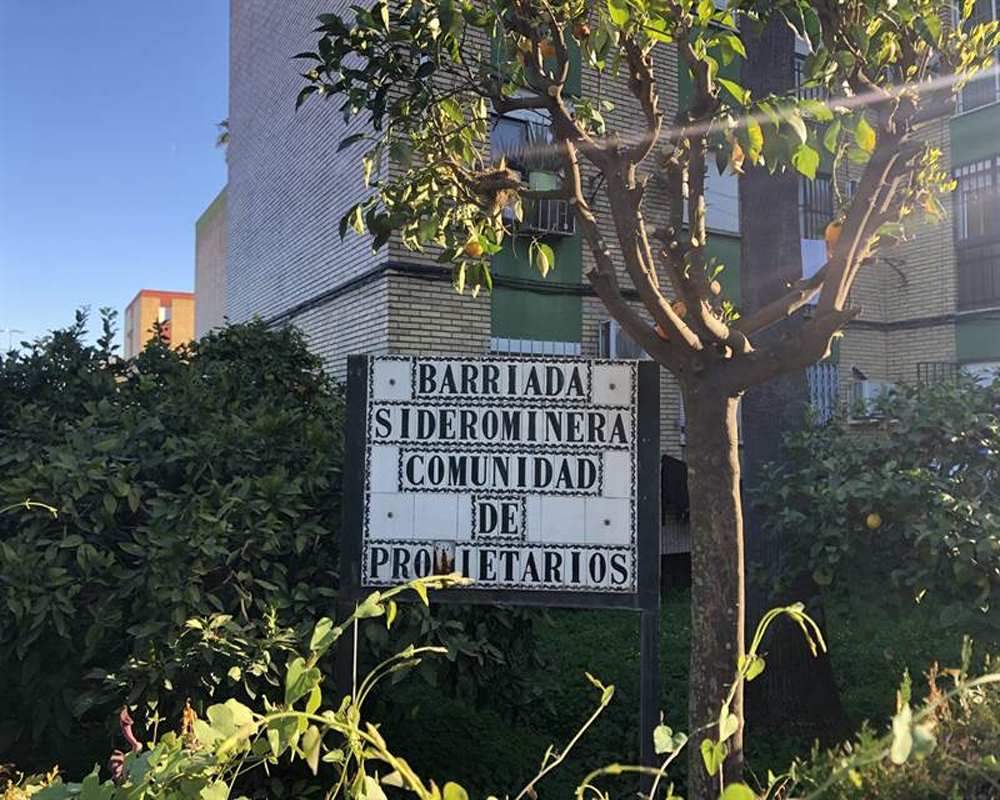 BARRIADA
SIDEROMINERA
COMUNIDAD
DE
PROPIETARIOS